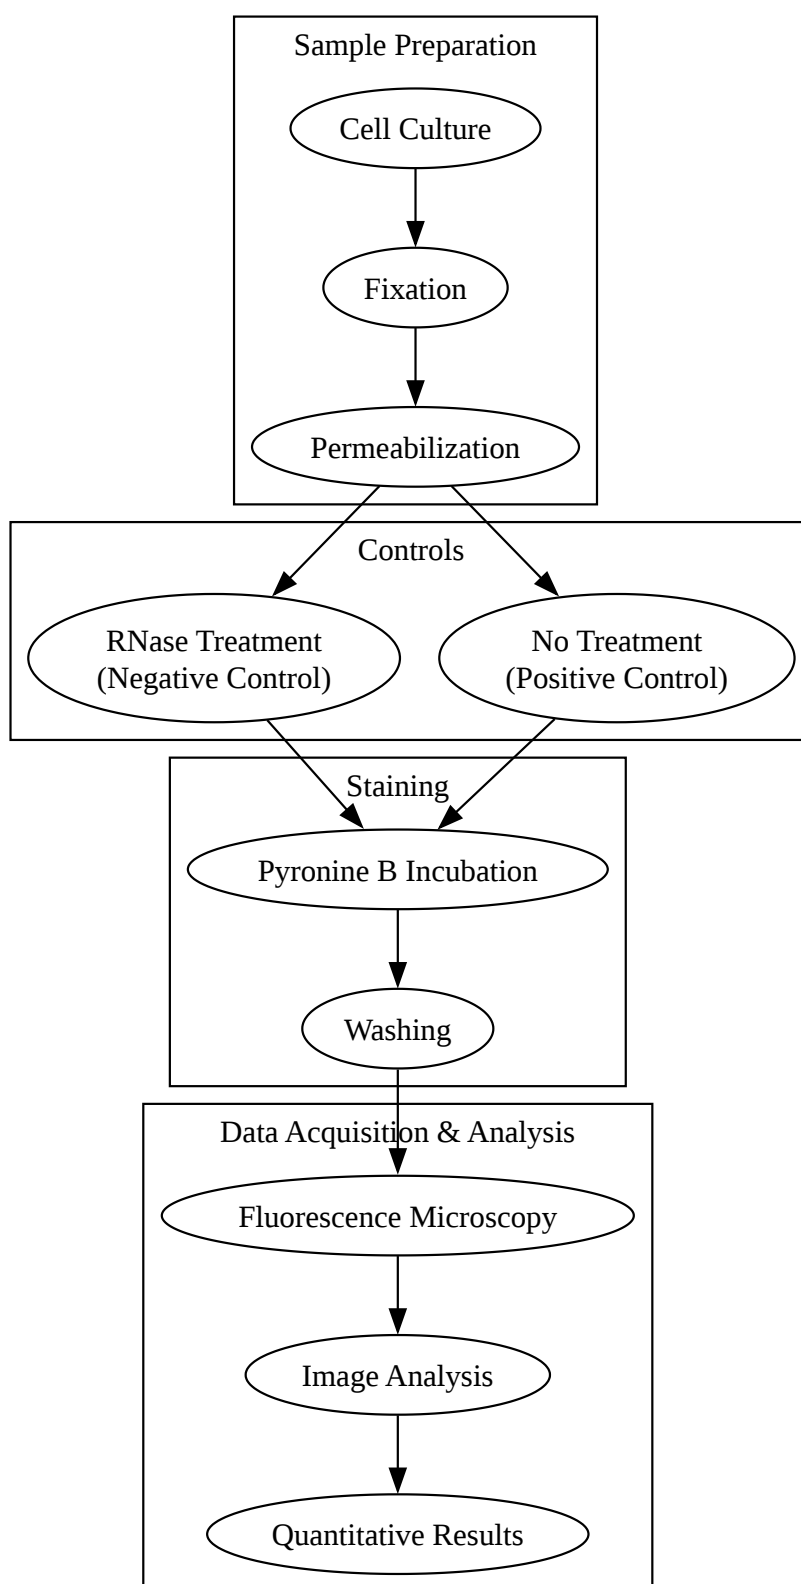 Sample Preparation
Cell Culture
Fixation
Permeabilization
Controls
RNase Treatment
(Negative Control)
No Treatment
(Positive Control)
Staining
Pyronine B Incubation
Washing
Data Acquisition & Analysis
Fluorescence Microscopy
Image Analysis
Quantitative Results